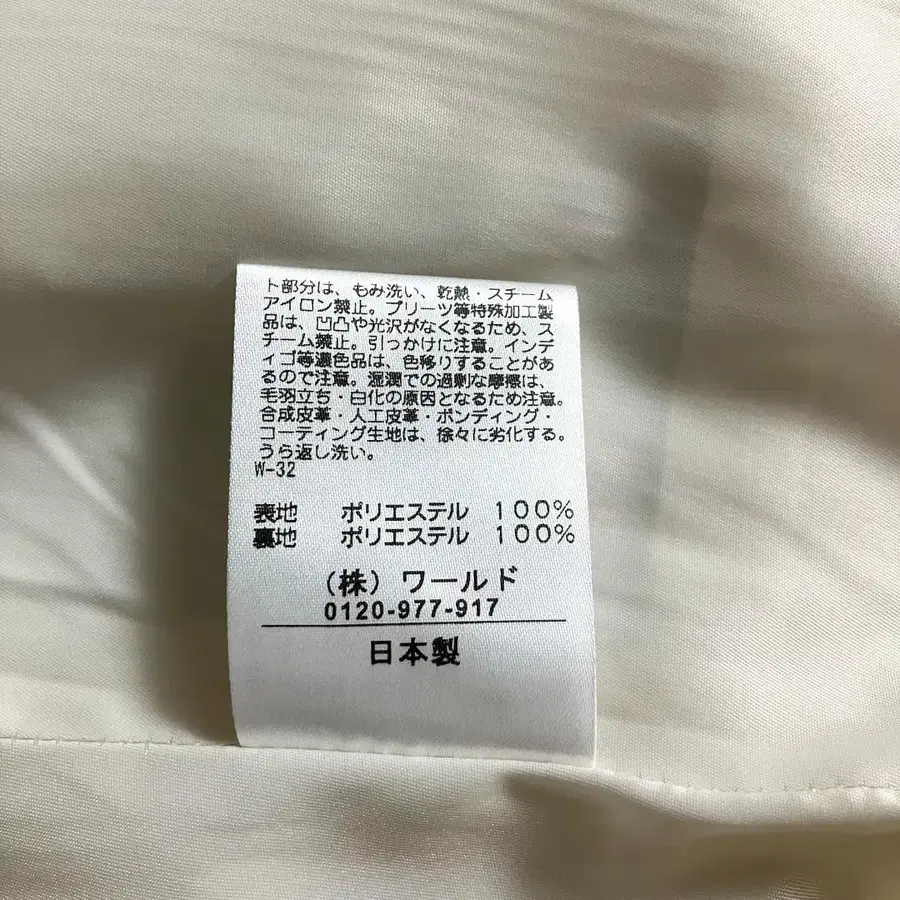 ト部分は、もみ洗い、乾熱・スチーム
アイロン禁止。プリーツ等特殊加工製
品は、凹凸や光沢がなくなるため、ス
チーム禁止。引っかけに注意。インデ
ィゴ等濃色品は、色移りすることがあ
るので注意。湿潤での過剰な摩擦は、
毛羽立ち・白化の原因となるため注意。
合成皮革・人工皮革・ボンディング・
コーティング生地は、徐々に劣化する。
うら返し洗い。
W-32
表地 ポリエステル 100%
裏地 ポリエステル 100%
(株)ワールド
0120-977-917
日本製